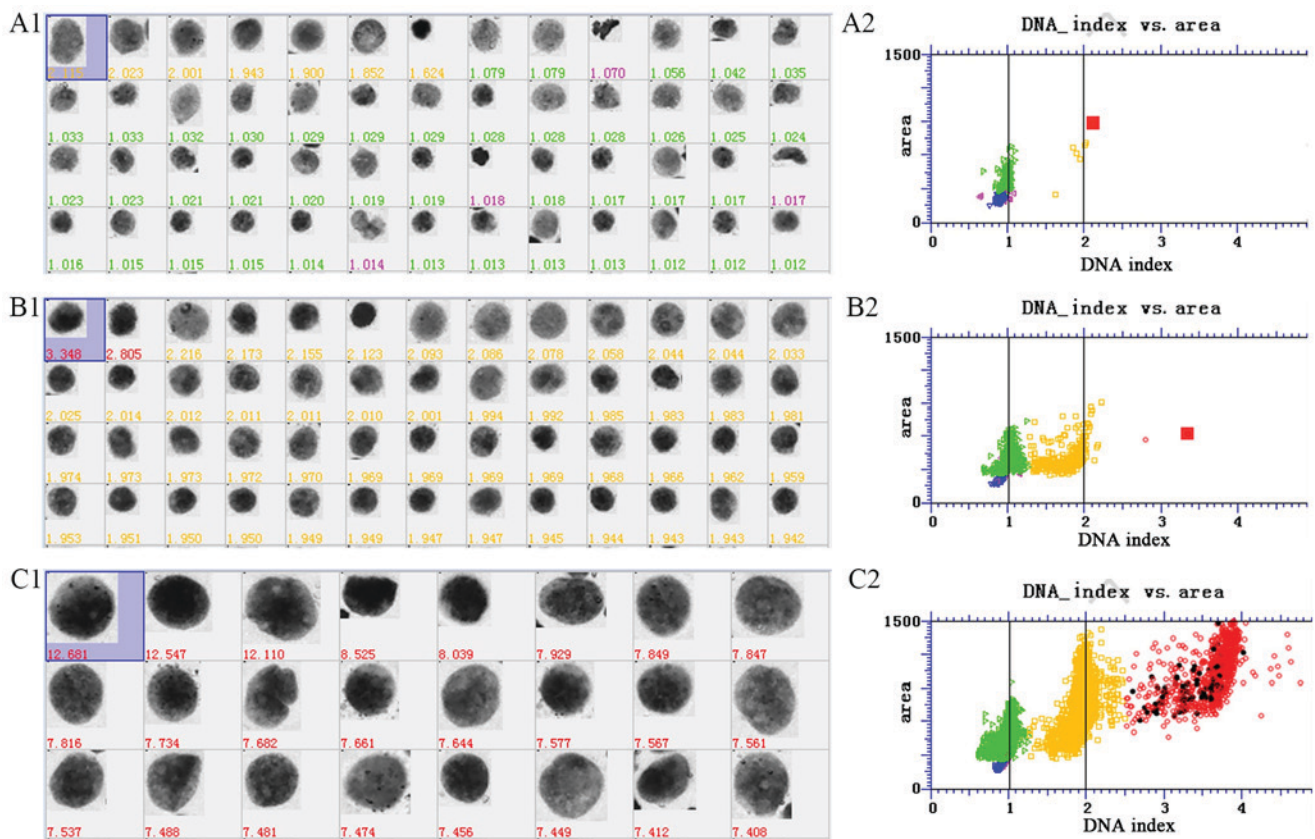 A1
2.023 2.001 1.943 1.900 1.852 1.624 1.079 1.079 1.070 1.056 1.042 1.035
1.033 1.033 1.032 1.030 1.029 1.029 1.029 1.028 1.028 1.028 1.026 1.025 1.024
1.023 1.023 1.021 1.021 1.020 1.019 1.019 1.018 1.018 1.017 1.017 1.017 1.017
1.016 1.015 1.015 1.015 1.014 1.014 1.013 1.013 1.013 1.013 1.012 1.012 1.012
A2
DNA_index vs. area
1500
area
0
0 1 2 3 4
DNA index
B1
3.348 2.805 2.216 2.173 2.155 2.123 2.093 2.086 2.078 2.058 2.044 2.044 2.033
2.025 2.014 2.012 2.011 2.011 2.010 2.001 1.994 1.992 1.985 1.983 1.983 1.981
1.974 1.973 1.973 1.972 1.970 1.969 1.969 1.969 1.969 1.968 1.966 1.962 1.959
1.953 1.951 1.950 1.950 1.949 1.949 1.947 1.947 1.945 1.944 1.943 1.943 1.942
B2
DNA_index vs. area
1500
area
0
0 1 2 3 4
DNA index
C1
12.681 12.547 12.110 8.525 8.039 7.929 7.849 7.847
7.816 7.734 7.682 7.661 7.644 7.577 7.567 7.561
7.537 7.488 7.481 7.474 7.456 7.449 7.412 7.408
C2
DNA_index vs. area
1500
area
0
0 1 2 3 4
DNA index